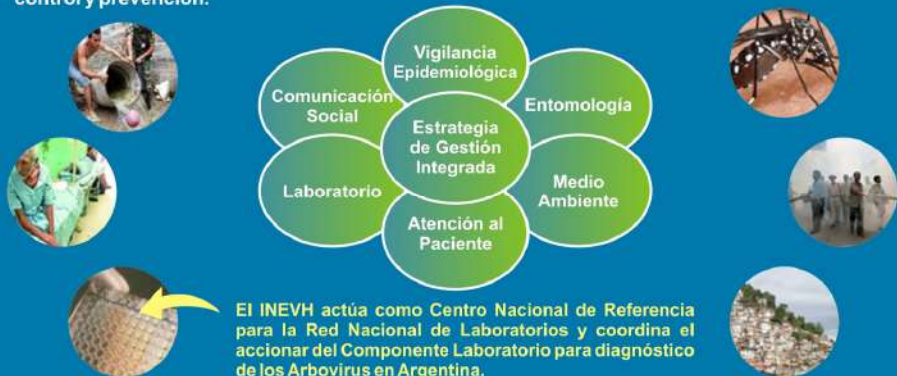 control y prevención.
Vigilancia
Epidemiológica
Comunicación
Social
Entomología
Estrategia
de Gestión
Integrada
Laboratorio
Medio
Ambiente
Atención al
Paciente
El INEVH actúa como Centro Nacional de Referencia
para la Red Nacional de Laboratorios y coordina el
accionar del Componente Laboratorio para diagnóstico
de los Arbovirus en Argentina.